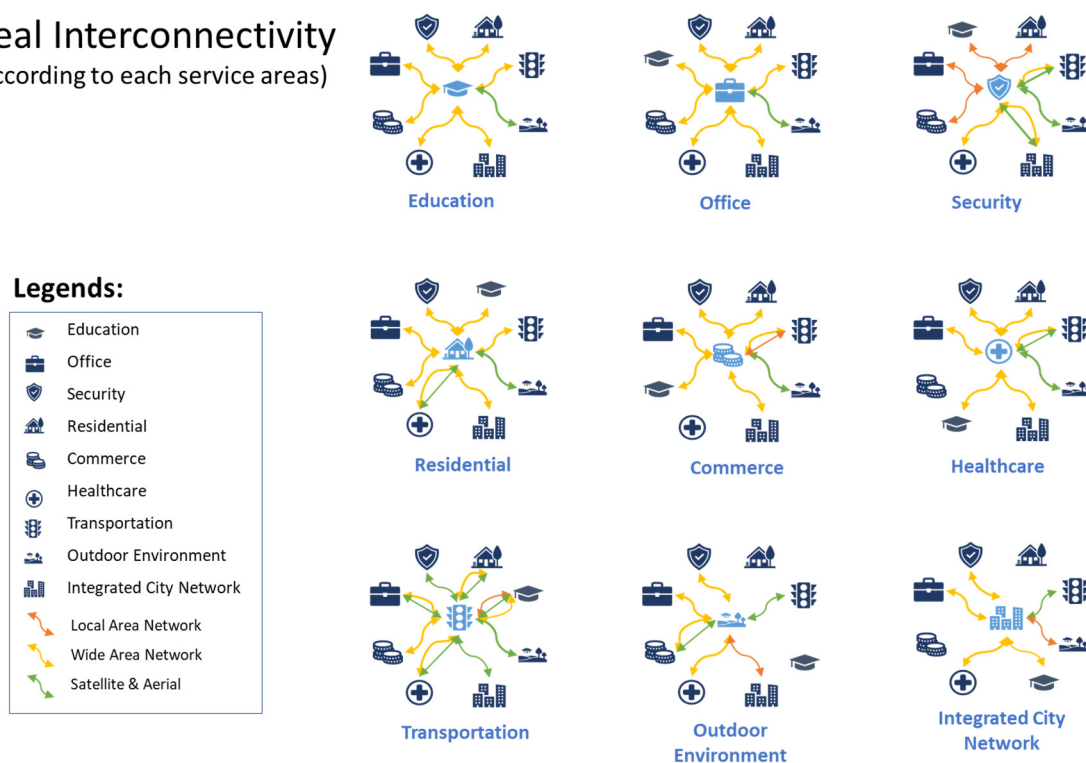 eal Interconnectivity
ccording to each service areas)
Education
Office
Security
Legends:
Education
Office
Security
Residential
Commerce
Healthcare
Transportation
Outdoor Environment
Integrated City Network
Local Area Network
Wide Area Network
Satellite & Aerial
Residential
Commerce
Healthcare
Transportation
Outdoor
Environment
Integrated City
Network